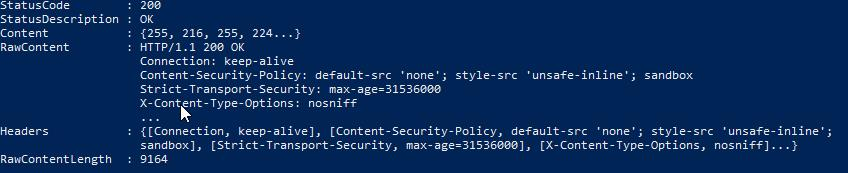 StatusCode : 200
StatusDescription : OK
Content : {255, 216, 255, 224...}
RawContent : HTTP/1.1 200 OK
Connection: keep-alive
Content-Security-Policy: default-src 'none'; style-src 'unsafe-inline'; sandbox
Strict-Transport-Security: max-age=31536000
X-Content-Type-Options: nosniff
...
Headers : {[Connection, keep-alive], [Content-Security-Policy, default-src 'none'; style-src 'unsafe-inline';
sandbox], [Strict-Transport-Security, max-age=31536000], [X-Content-Type-Options, nosniff]...}
RawContentLength : 9164